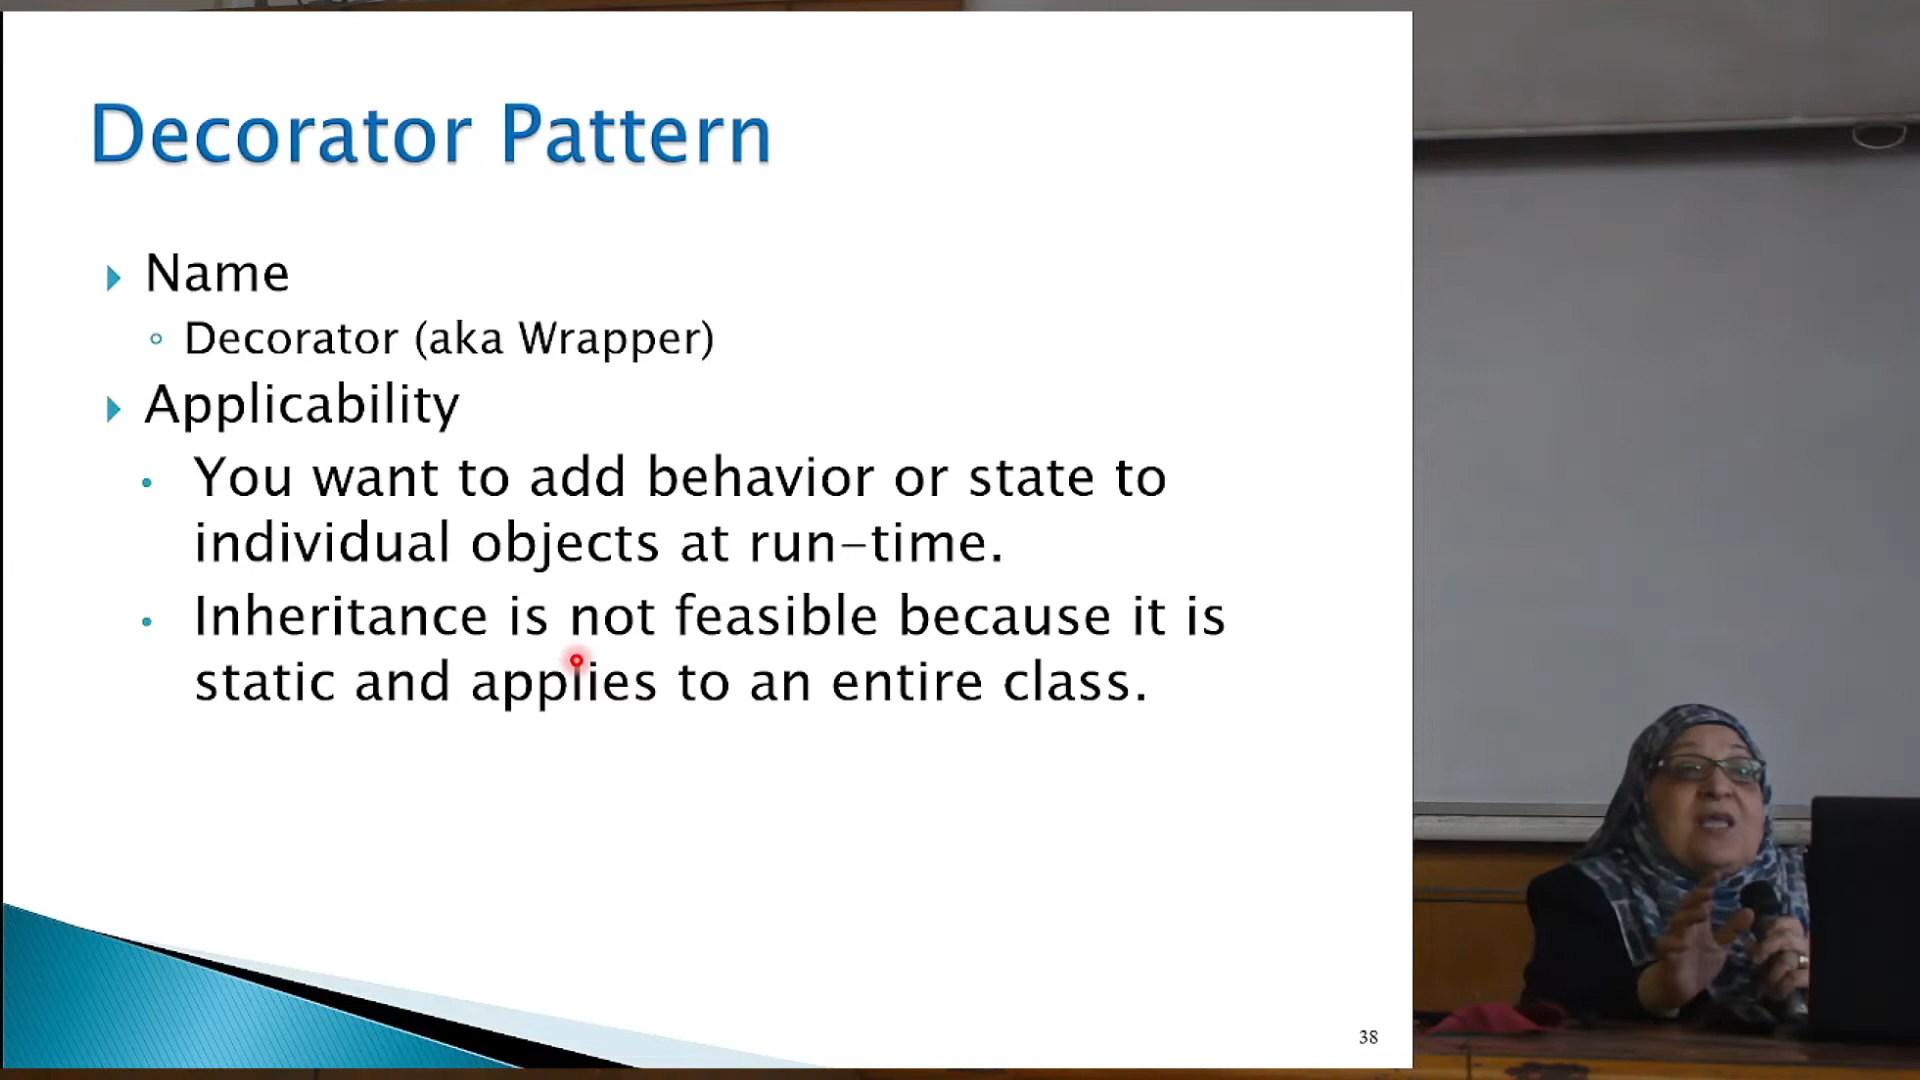 Decorator Pattern
Name
Decorator (aka Wrapper)
Applicability
You want to add behavior or state to
individual objects at run-time.
Inheritance is not feasible because it is
static and applies to an entire class.
38